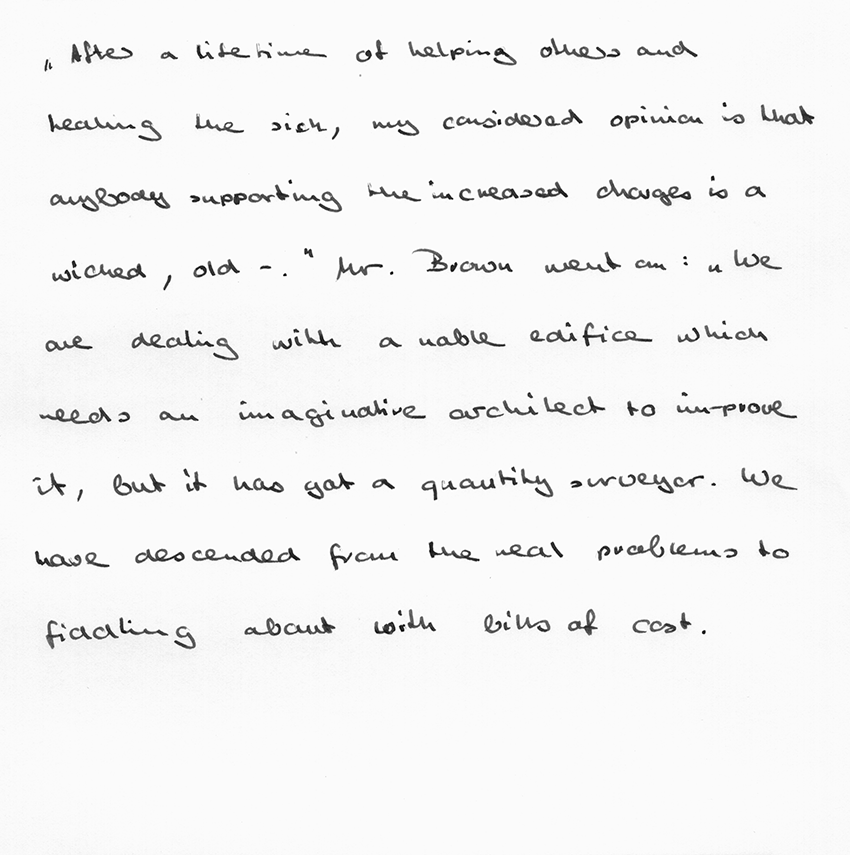 „After a lifetime of helping others and
healing the sick, my considered opinion is that
anybody supporting the increased charges is a
wicked, old -." Mr. Brown went on: „We
are dealing with a noble edifice which
needs an imaginative architect to im-prove
it, but it has got a quantity surveyor. We
have descended from the real problems to
fiddling about with bills of cost.